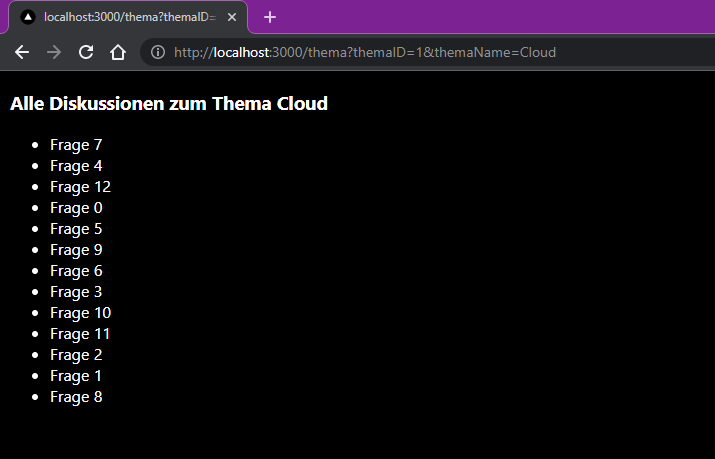 localhost:3000/thema?themaID=
http://localhost:3000/thema?themaID=1&themaName=Cloud
Alle Diskussionen zum Thema Cloud
Frage 7
Frage 4
Frage 12
Frage 0
Frage 5
Frage 9
Frage 6
Frage 3
Frage 10
Frage 11
Frage 2
Frage 1
Frage 8